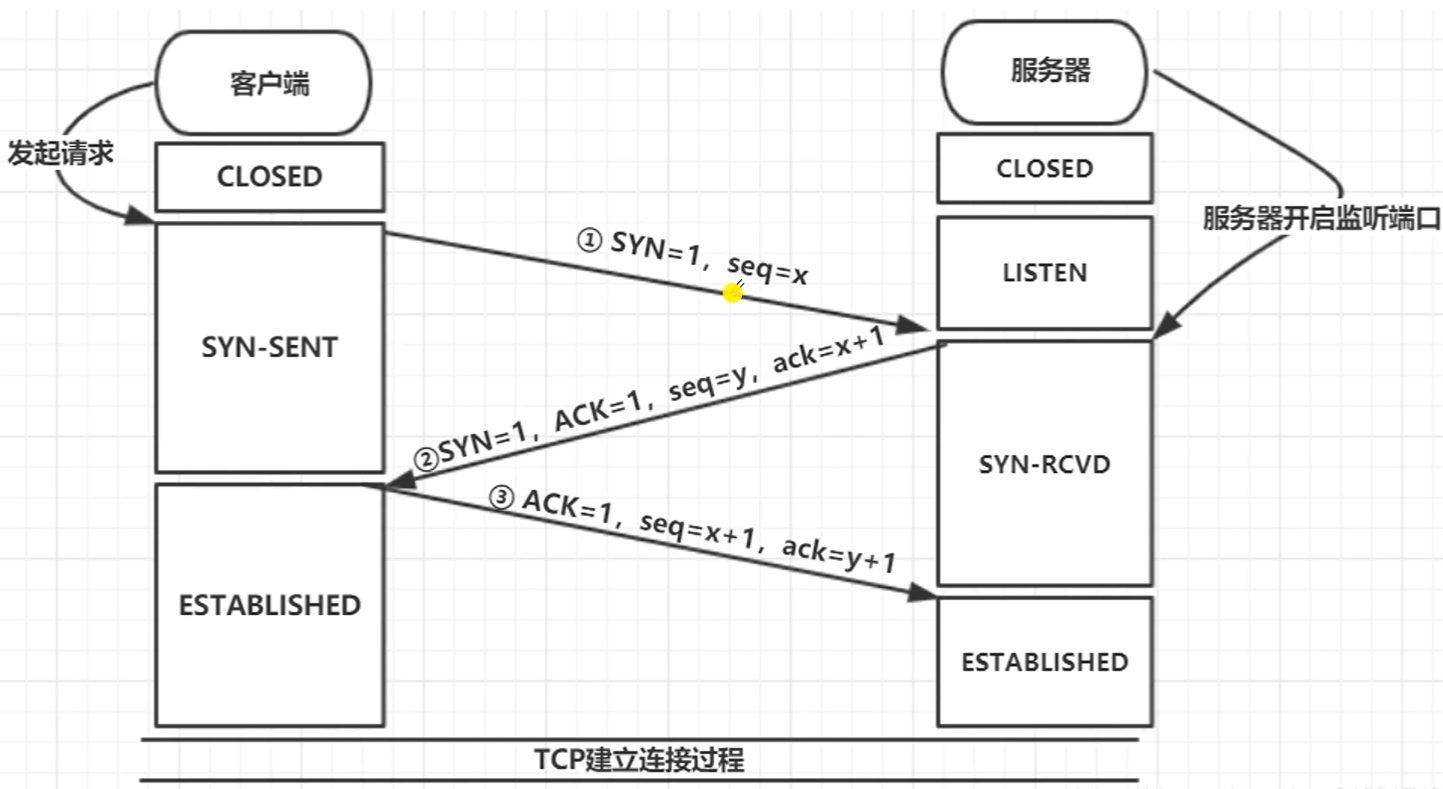 客户端
服务器
发起请求
CLOSED
CLOSED
服务器开启监听端口
① SYN=1, seq=x
LISTEN
SYN-SENT
②SYN=1, ACK=1, seq=y, ack=x+1
SYN-RCVD
③ ACK=1, seq=x+1, ack=y+1
ESTABLISHED
ESTABLISHED
TCP建立连接过程